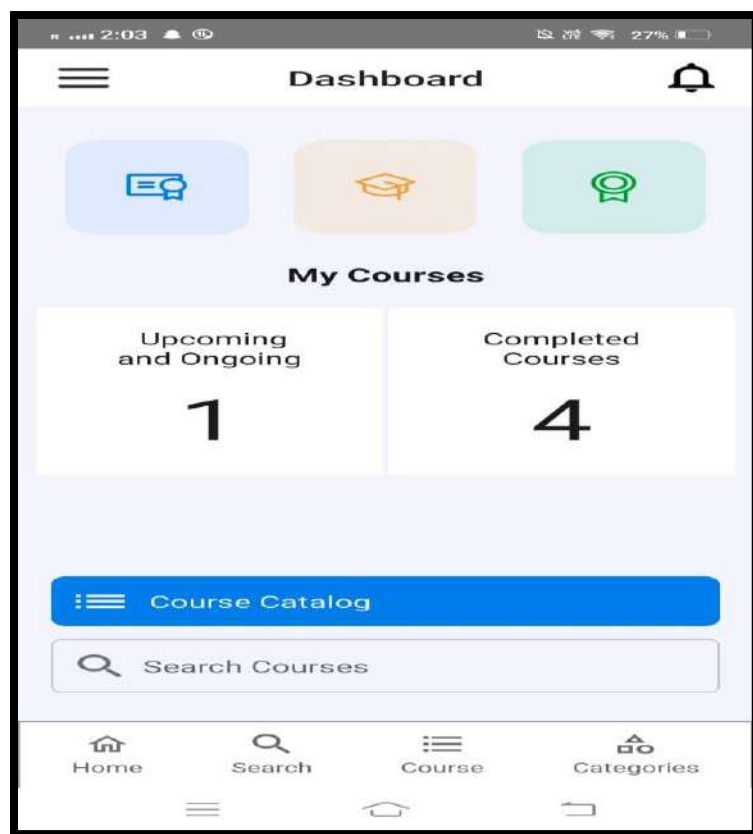 2:03
27%
Dashboard
My Courses
Upcoming
and Ongoing
1
Completed
Courses
4
Course Catalog
Search Courses
Home Search Course Categories